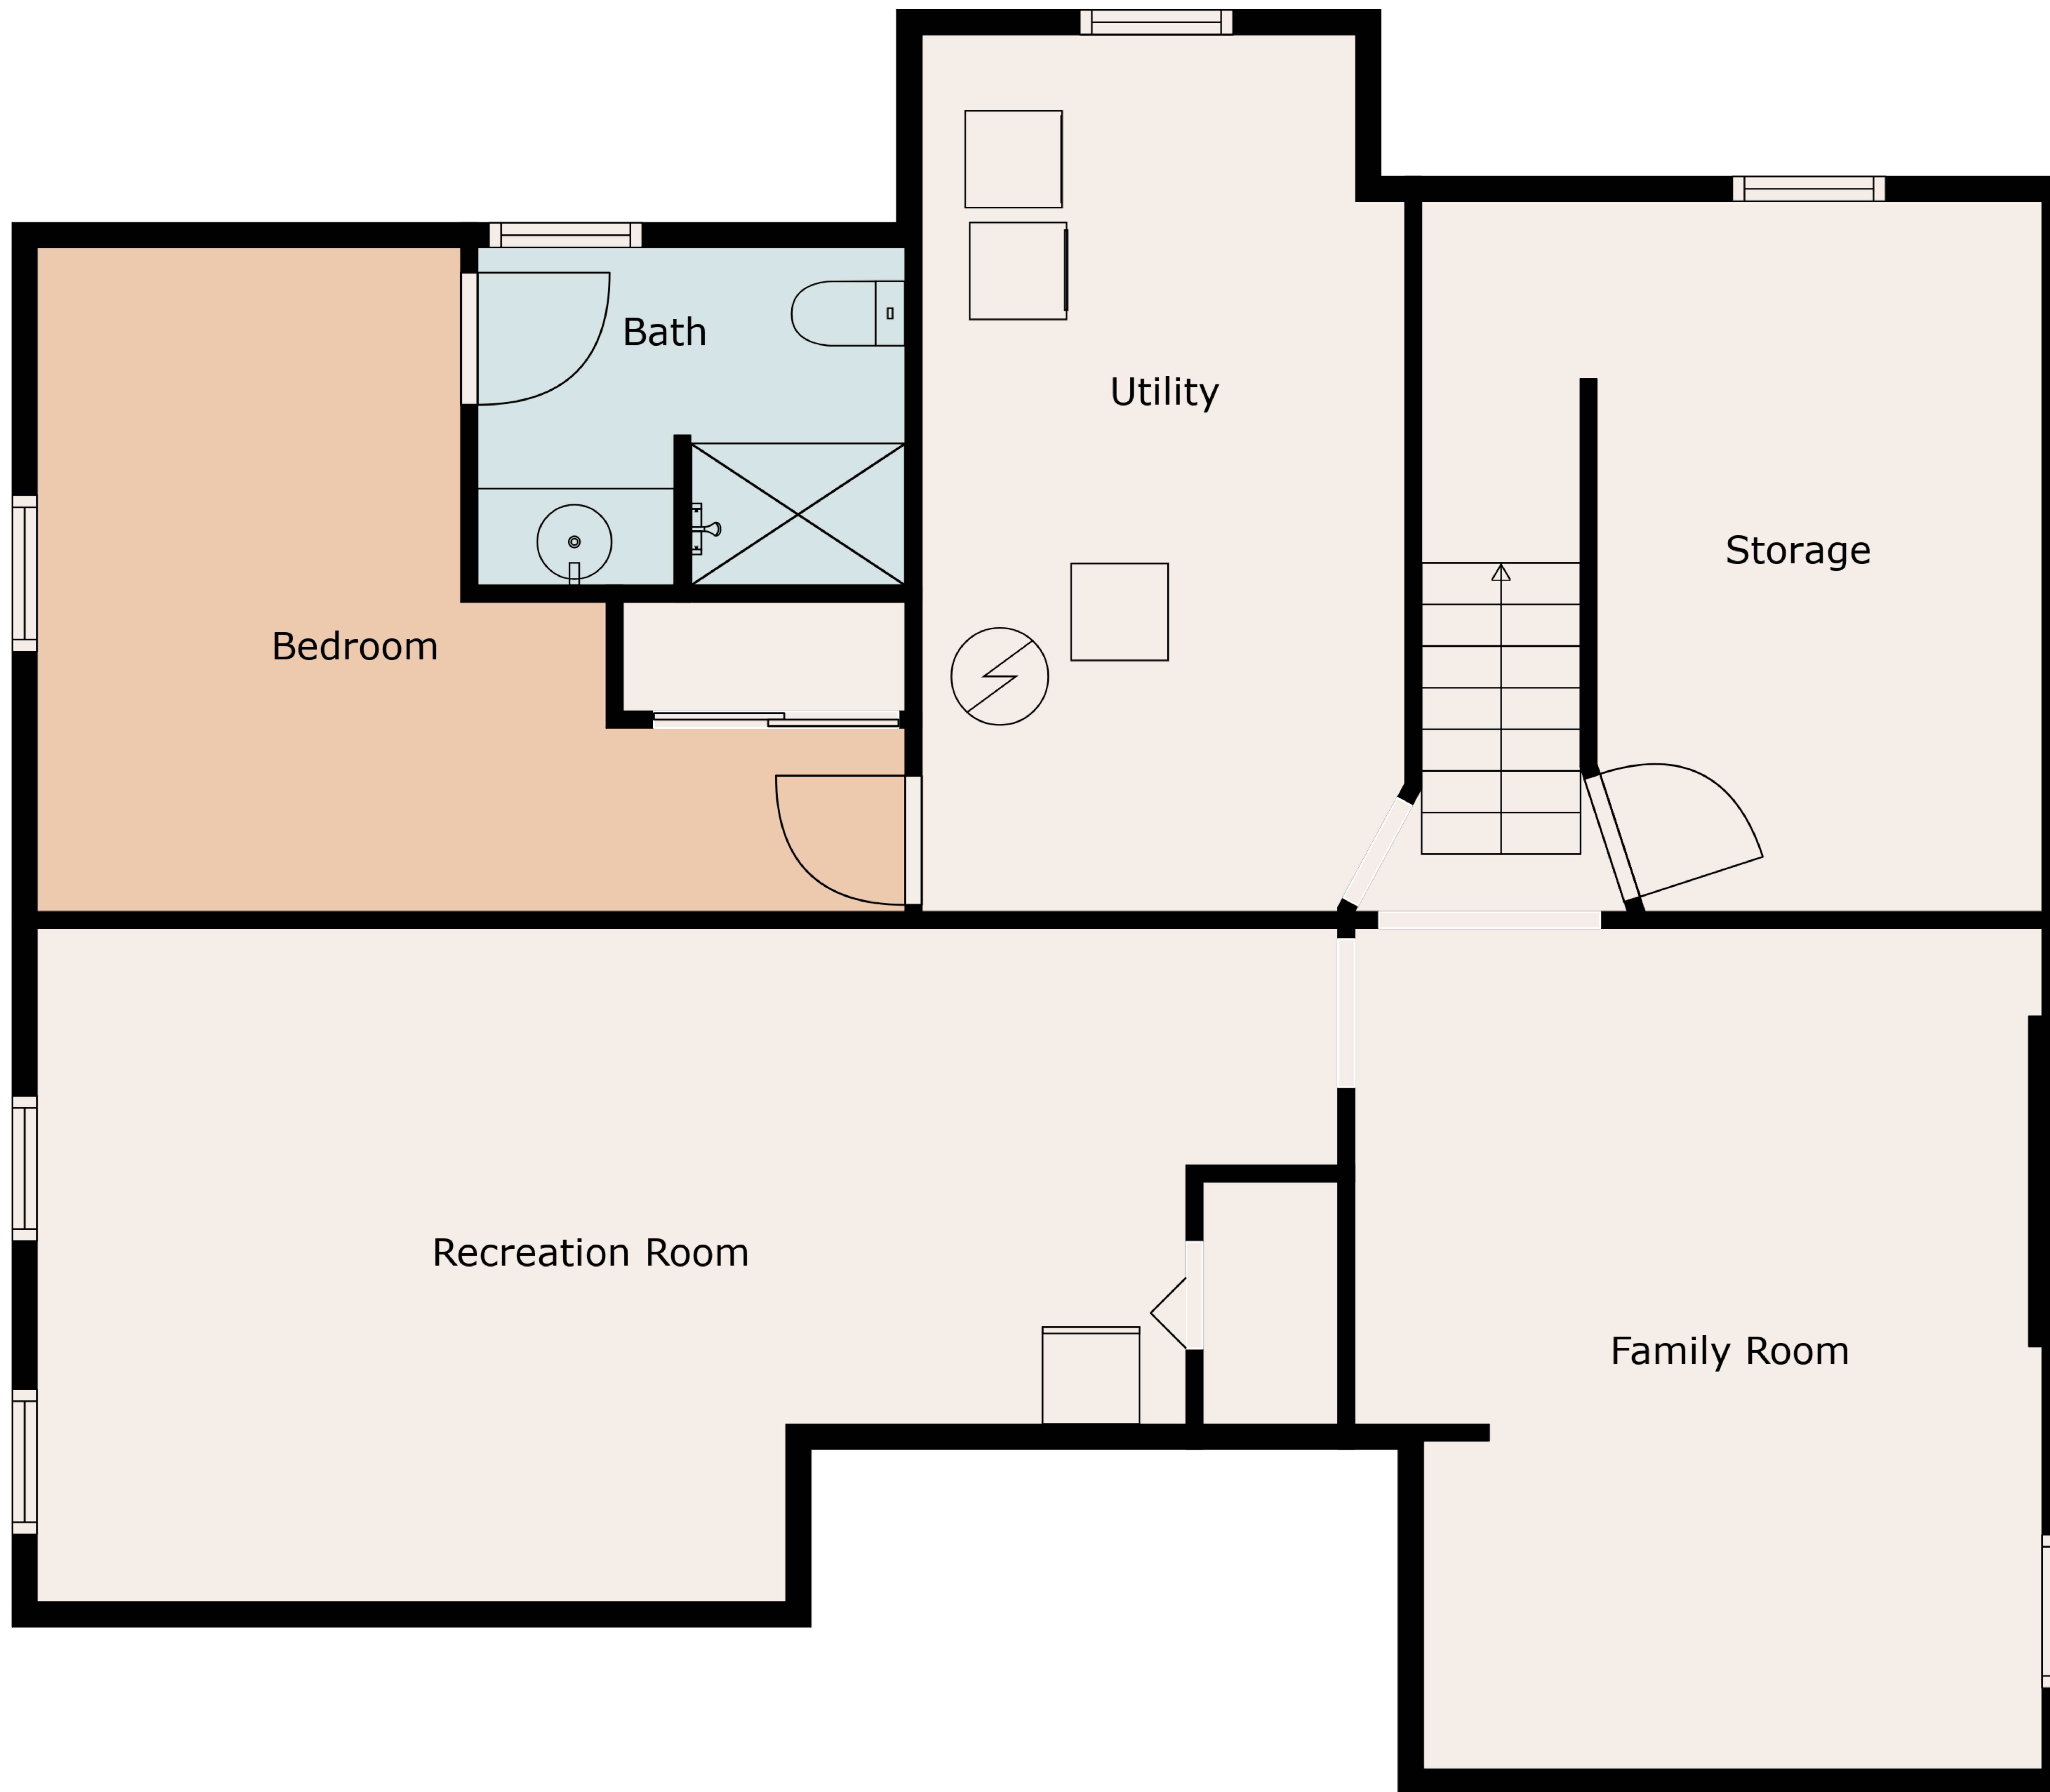 Bath
Utility
Storage
Bedroom
Recreation Room
Family Room